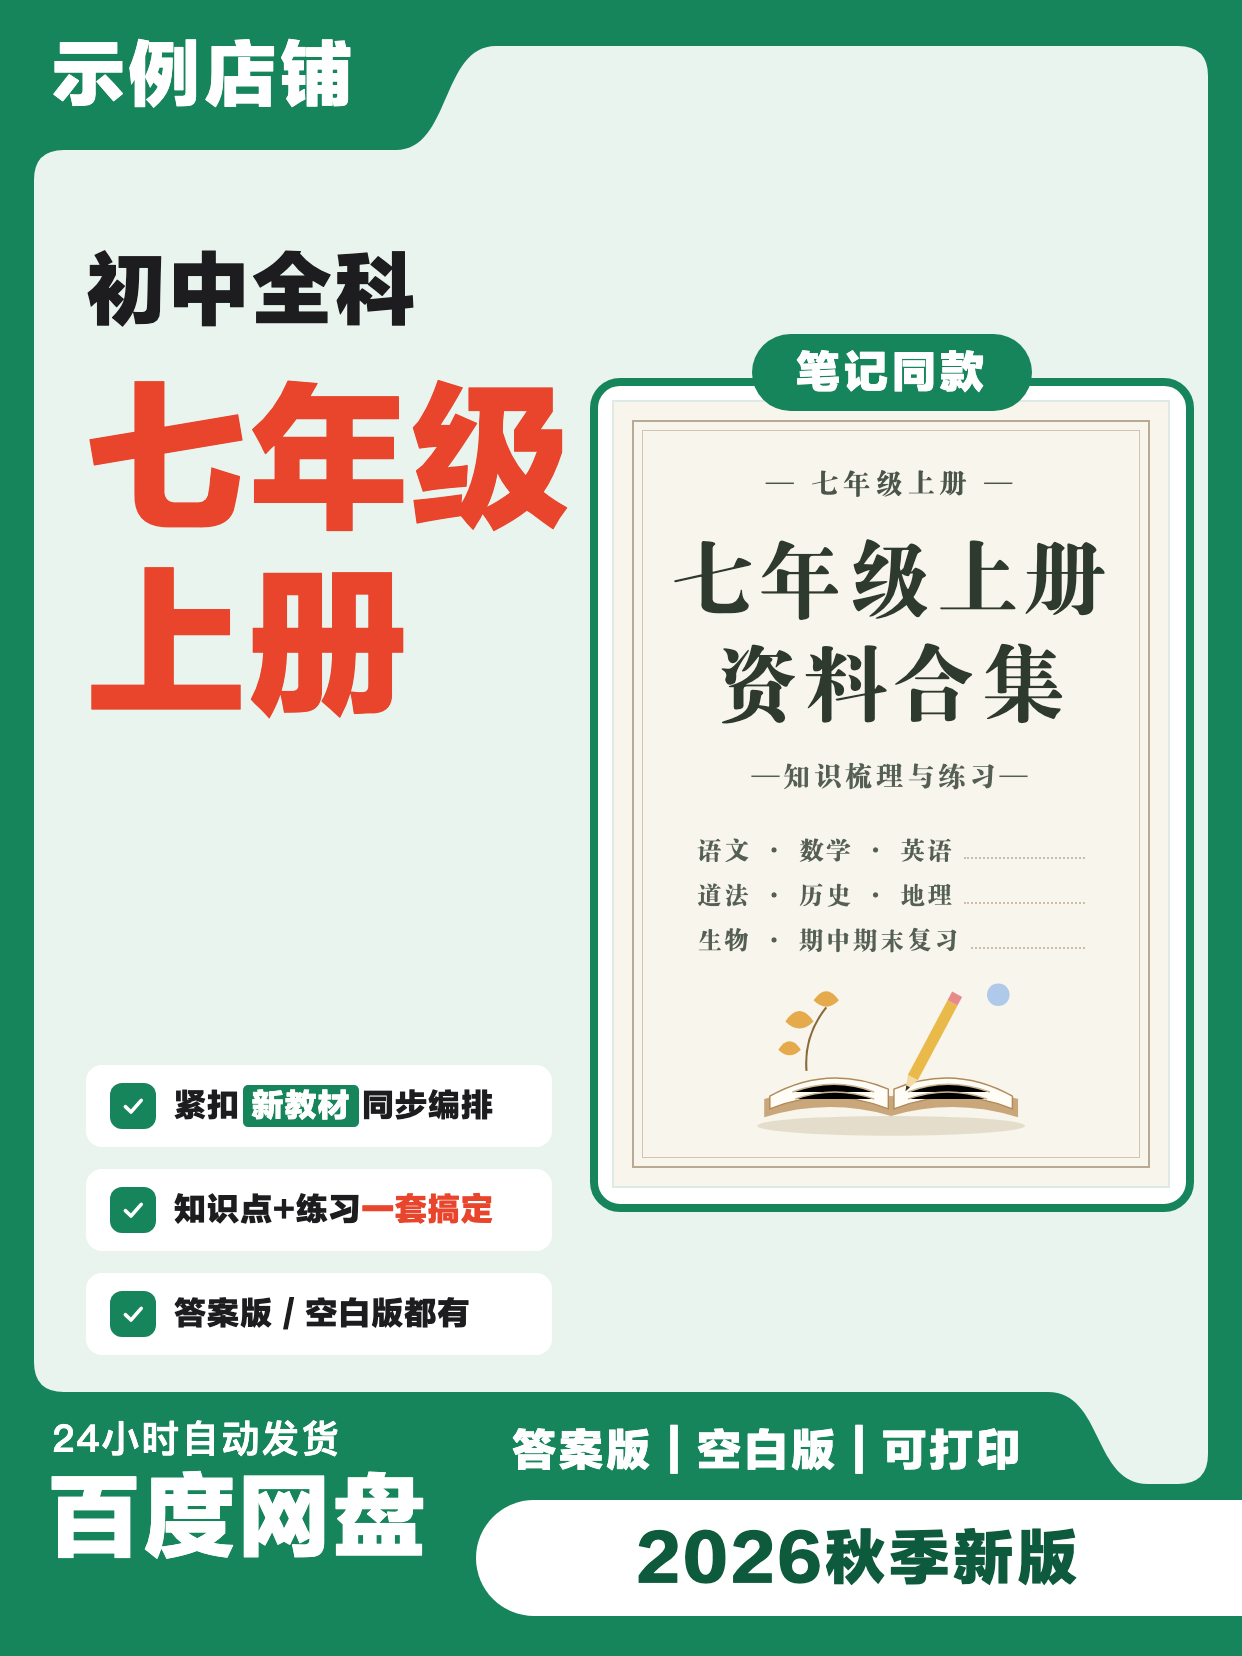 示例店铺
初中全科
七年级
上册
笔记同款
— 七年级上册 —
七年级上册
资料合集
—知识梳理与练习—
语文 · 数学 · 英语
道法 · 历史 · 地理
生物 · 期中期末复习
紧扣新教材同步编排
知识点+练习一套搞定
答案版 / 空白版都有
24小时自动发货
百度网盘
答案版 | 空白版 | 可打印
2026秋季新版